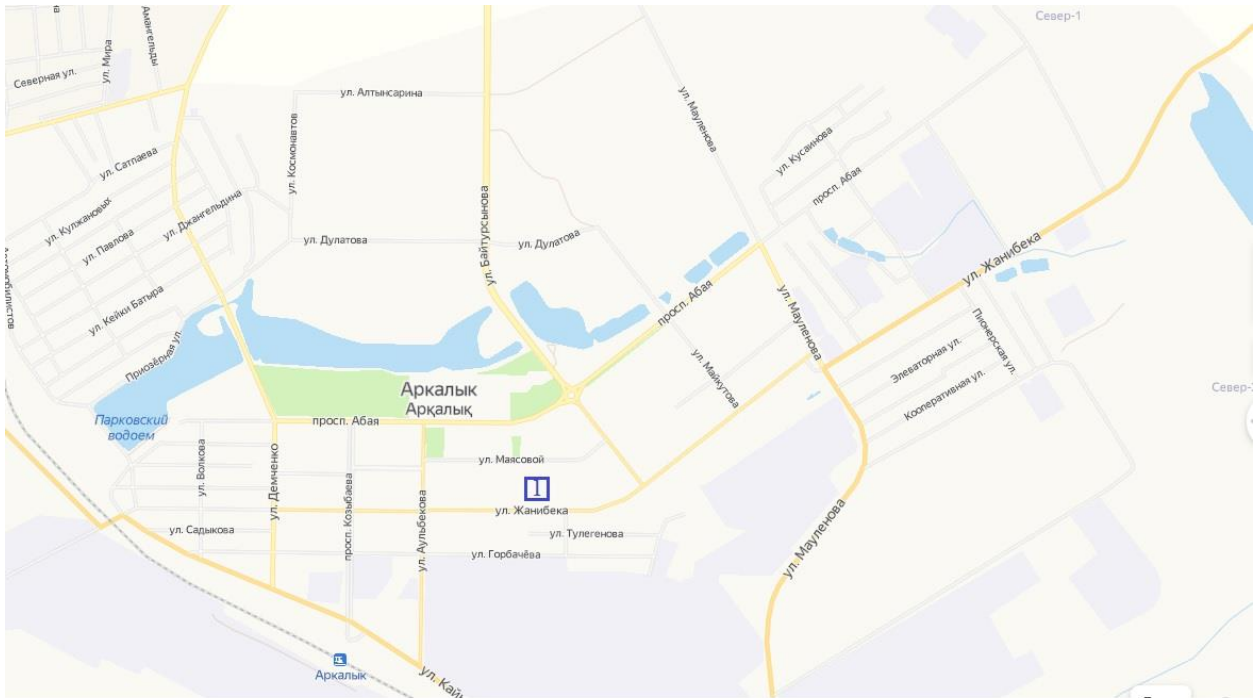 Север-1
Амангельды
ул. Мира
Северная ул.
ул. Алтынсарина
ул. Мауленова
ул. Космонавтов
ул. Кусаинова
ул. Сатпаева
просп. Абая
ул. Джангельдина
ул. Кулжановых
ул. Павлова
ул. Дулатова
ул. Дулатова
ул. Байтурсынова
ул. Жанибека
ул. Кейки Батыра
просп. Абая
ул. Мауленова
Пионерская ул.
Приозёрная ул.
Элеваторная ул.
ул. Майкутова
Аркалык
Арқалық
Кооперативная ул.
Север-2
Парковский
водоем
просп. Абая
ул. Маясовой
ул. Волкова
ул. Демченко
просп. Козыбаева
ул. Аульбекова
1
ул. Жанибека
ул. Садыкова
ул. Тулегенова
ул. Горбачёва
ул. Мауленова
Аркалык